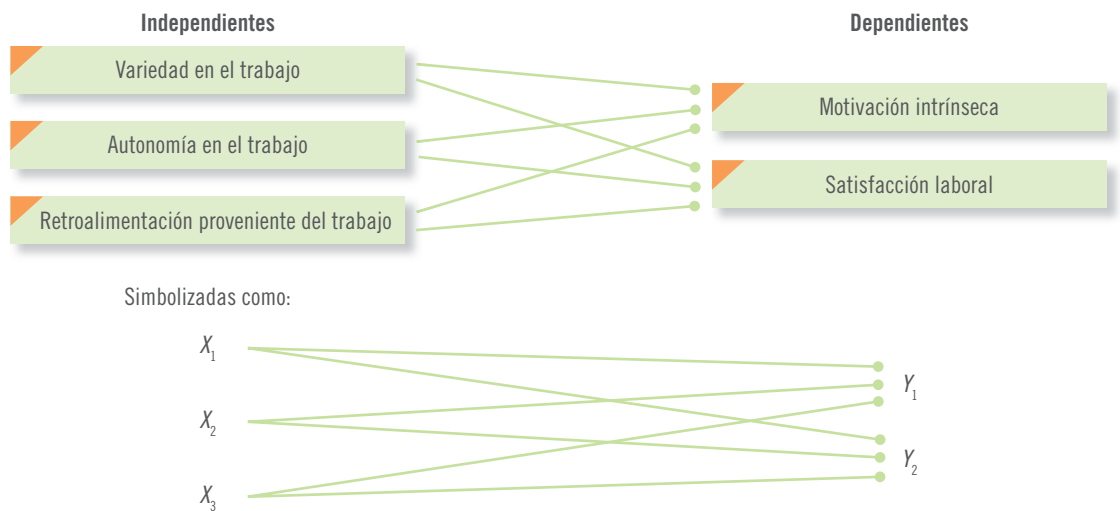 Independientes
Dependientes
Variedad en el trabajo
Motivación intrínseca
Autonomía en el trabajo
Satisfacción laboral
Retroalimentación proveniente del trabajo
Simbolizadas como:
X1
Y1
X2
Y2
X3